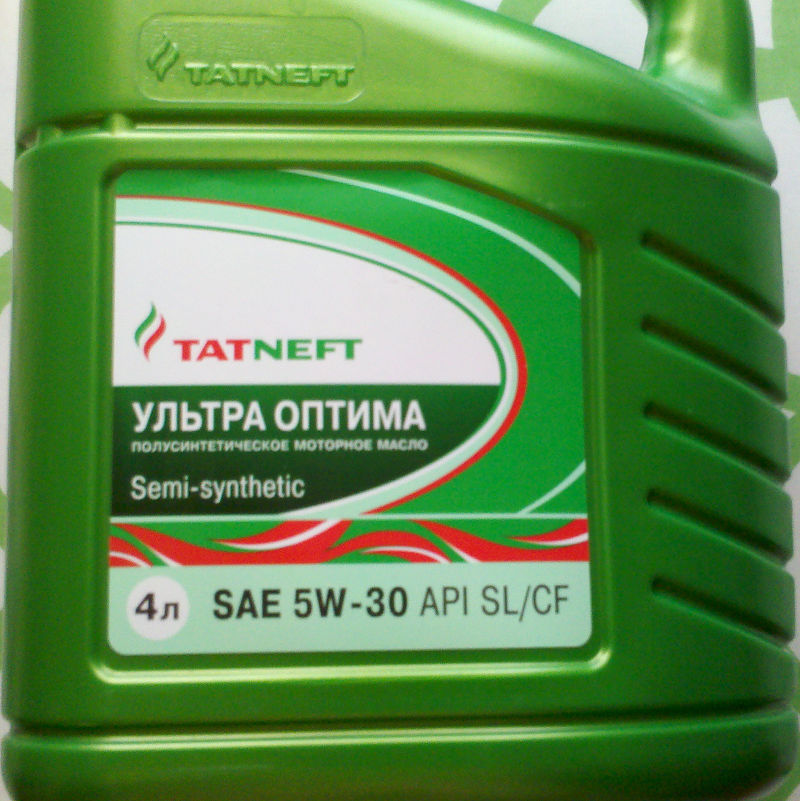 TATNEFT
TATNEFT
УЛЬТРА ОПТИМА
ПОЛУСИНТЕТИЧЕСКОЕ МОТОРНОЕ МАСЛО
Semi-synthetic
4л SAE 5W-30 API SL/CF